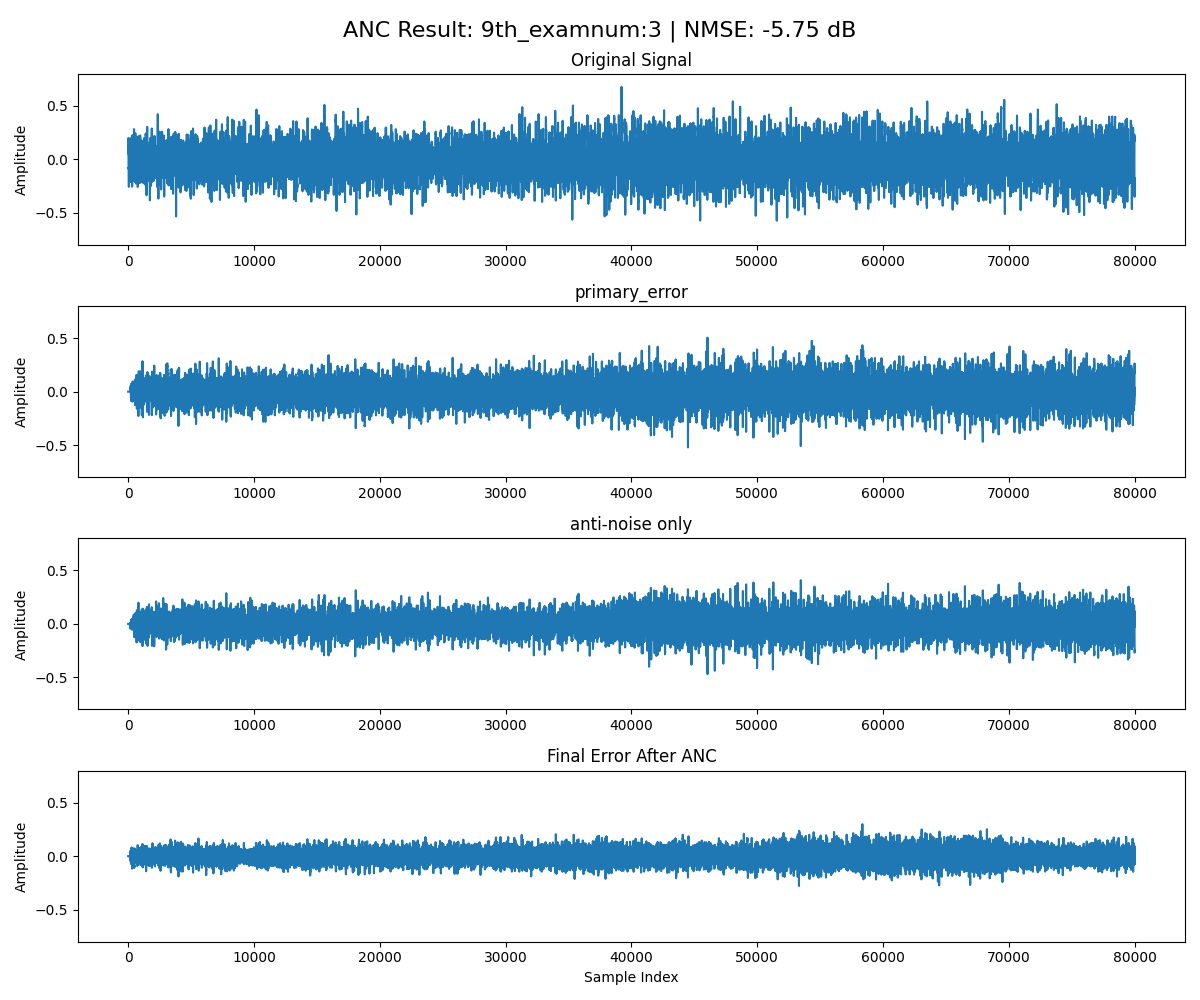 ANC Result: 9th_examnum:3 | NMSE: -5.75 dB
Original Signal
Amplitude
0.5
0.0
−0.5
0 10000 20000 30000 40000 50000 60000 70000 80000
primary_error
Amplitude
0.5
0.0
−0.5
0 10000 20000 30000 40000 50000 60000 70000 80000
anti-noise only
Amplitude
0.5
0.0
−0.5
0 10000 20000 30000 40000 50000 60000 70000 80000
Final Error After ANC
Amplitude
0.5
0.0
−0.5
0 10000 20000 30000 40000 50000 60000 70000 80000
Sample Index